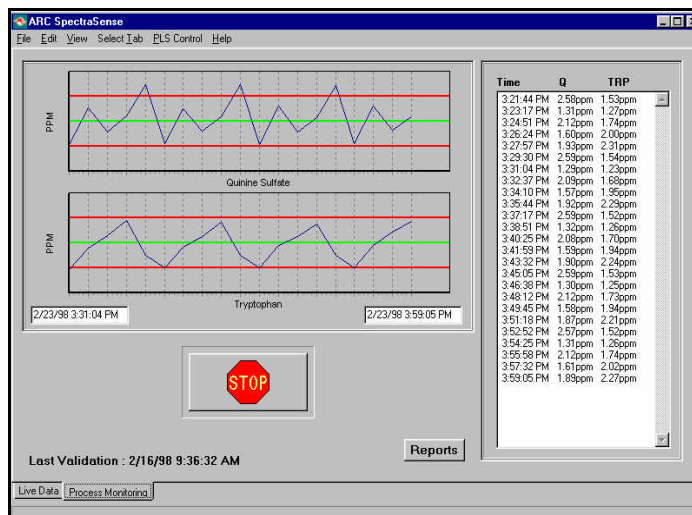 ARC SpectraSense
File Edit View Select Tab PLS Control Help
PPM
Quinine Sulfate
PPM
Tryptophan
2/23/98 3:31:04 PM
2/23/98 3:59:05 PM
STOP
Last Validation : 2/16/98 9:36:32 AM
Reports
Time Q TRP
3:21:44 PM 2.58ppm 1.53ppm
3:23:17 PM 1.31ppm 1.27ppm
3:24:51 PM 2.12ppm 1.74ppm
3:26:24 PM 1.60ppm 2.00ppm
3:27:57 PM 1.93ppm 2.31ppm
3:29:30 PM 2.59ppm 1.54ppm
3:31:04 PM 1.29ppm 1.23ppm
3:32:37 PM 2.09ppm 1.68ppm
3:34:10 PM 1.57ppm 1.95ppm
3:35:44 PM 1.92ppm 2.29ppm
3:37:17 PM 2.59ppm 1.52ppm
3:38:51 PM 1.32ppm 1.26ppm
3:40:25 PM 2.08ppm 1.70ppm
3:41:59 PM 1.59ppm 1.94ppm
3:43:32 PM 1.90ppm 2.24ppm
3:45:05 PM 2.59ppm 1.53ppm
3:46:38 PM 1.30ppm 1.25ppm
3:48:12 PM 2.12ppm 1.73ppm
3:49:45 PM 1.58ppm 1.94ppm
3:51:18 PM 1.87ppm 2.21ppm
3:52:52 PM 2.57ppm 1.52ppm
3:54:25 PM 1.31ppm 1.26ppm
3:55:58 PM 2.12ppm 1.74ppm
3:57:32 PM 1.61ppm 2.02ppm
3:59:05 PM 1.89ppm 2.27ppm
Live Data Process Monitoring